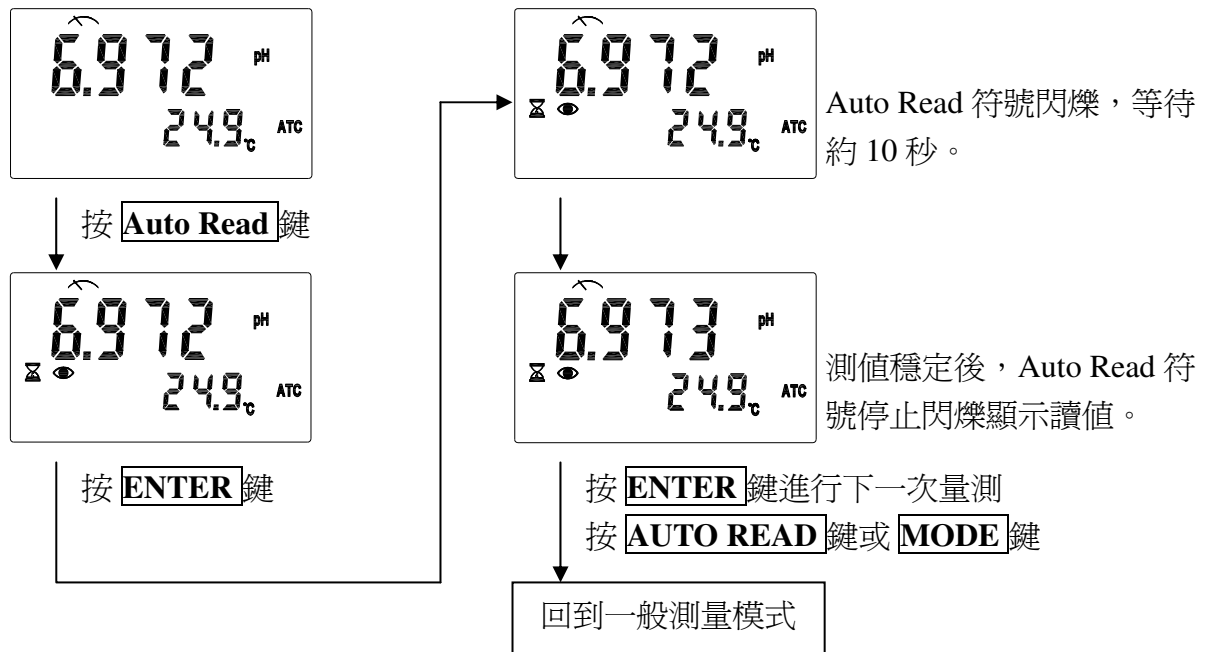 6.972 pH
24.9 ℃ ATC
按 Auto Read 鍵
6.972 pH
24.9 ℃ ATC
按 ENTER 鍵
6.972 pH
24.9 ℃ ATC
Auto Read 符號閃爍，等待
約 10 秒。
6.973 pH
24.9 ℃ ATC
測值穩定後，Auto Read 符
號停止閃爍顯示讀值。
按 ENTER 鍵進行下一次量測
按 AUTO READ 鍵或 MODE 鍵
回到一般測量模式